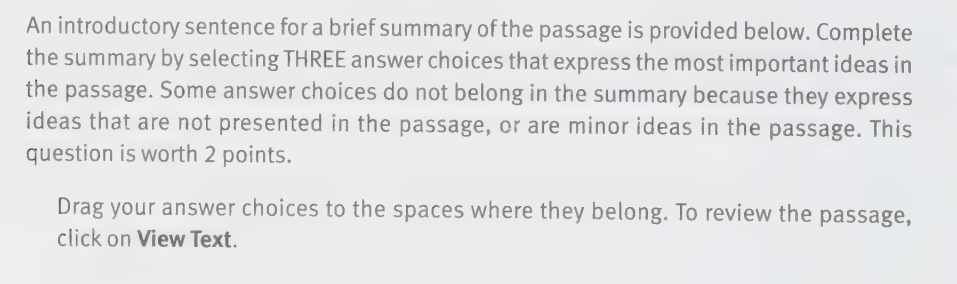 An introductory sentence for a brief summary of the passage is provided below. Complete
the summary by selecting THREE answer choices that express the most important ideas in
the passage. Some answer choices do not belong in the summary because they express
ideas that are not presented in the passage, or are minor ideas in the passage. This
question is worth 2 points.
Drag your answer choices to the spaces where they belong. To review the passage,
click on View Text.